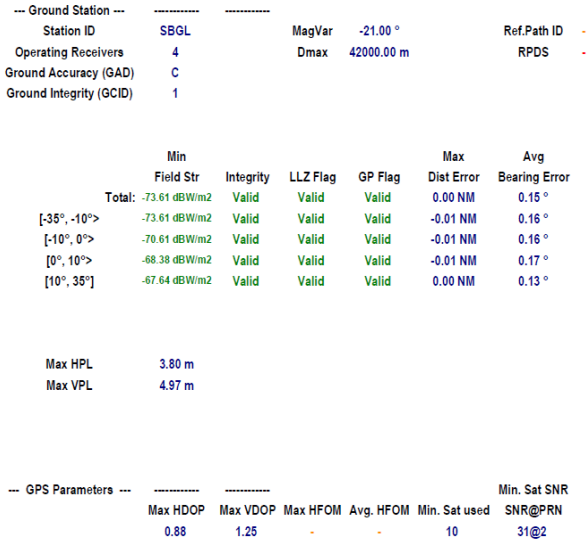 --- Ground Station --- ------------ ------------
Station ID SBGL MagVar -21.00 ° Ref.Path ID -
Operating Receivers 4 Dmax 42000.00 m RPDS -
Ground Accuracy (GAD) C
Ground Integrity (GCID) 1
Min Max Avg
Field Str Integrity LLZ Flag GP Flag Dist Error Bearing Error
Total: -73.61 dBW/m2 Valid Valid Valid 0.00 NM 0.15 °
[-35°, -10°> -73.61 dBW/m2 Valid Valid Valid -0.01 NM 0.16 °
[-10°, 0°> -70.61 dBW/m2 Valid Valid Valid -0.01 NM 0.16 °
[0°, 10°> -68.38 dBW/m2 Valid Valid Valid -0.01 NM 0.17 °
[10°, 35°] -67.64 dBW/m2 Valid Valid Valid 0.00 NM 0.13 °
Max HPL 3.80 m
Max VPL 4.97 m
--- GPS Parameters --- ------------ ------------ Min. Sat SNR
Max HDOP Max VDOP Max HFOM Avg. HFOM Min. Sat used SNR@PRN
0.88 1.25 - - 10 31@2